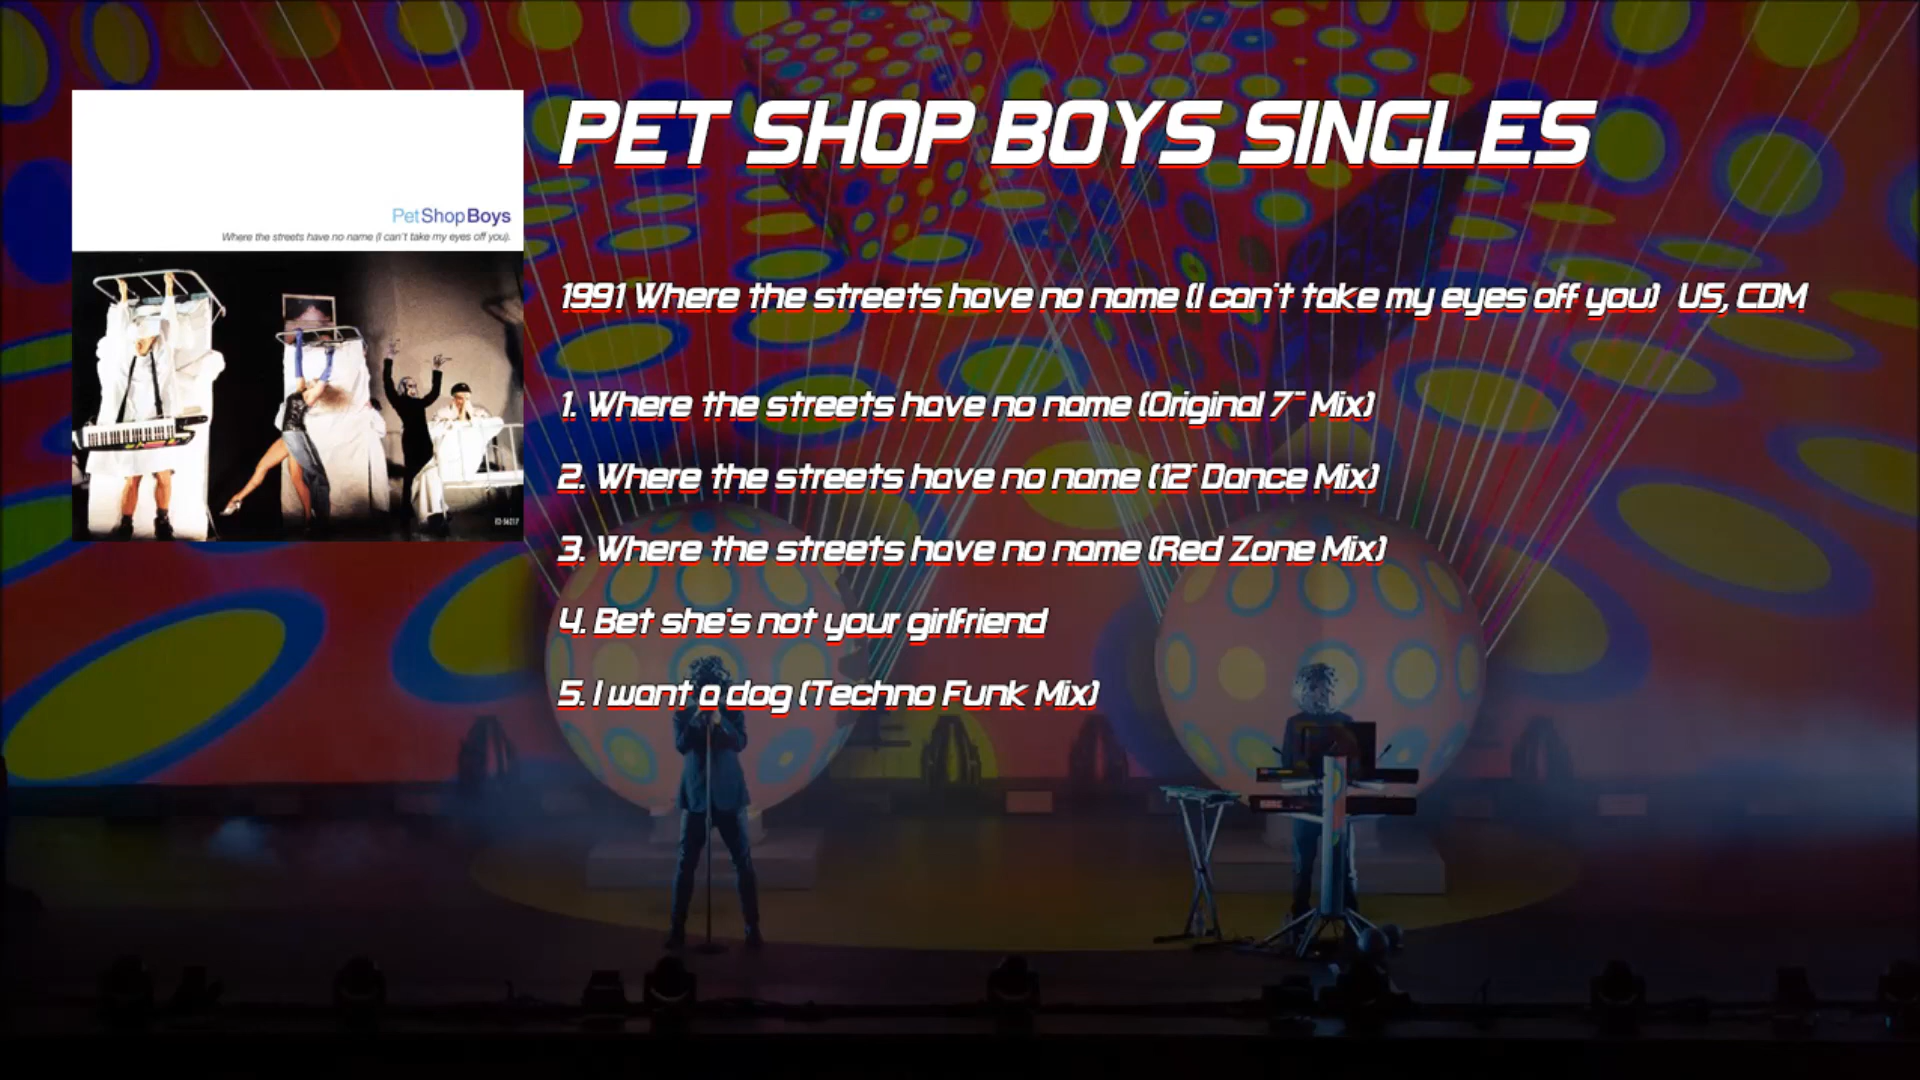 PET SHOP BOYS SINGLES
PetShopBoys
Where the streets have no name (I can't take my eyes off you).
1991 Where the streets have no name (I can't take my eyes off you) US, CDM
1. Where the streets have no name (Original 7" Mix)
2. Where the streets have no name (12" Dance Mix)
3. Where the streets have no name (Red Zone Mix)
4. Bet she's not your girlfriend
5. I want a dog (Techno Funk Mix)
KORG